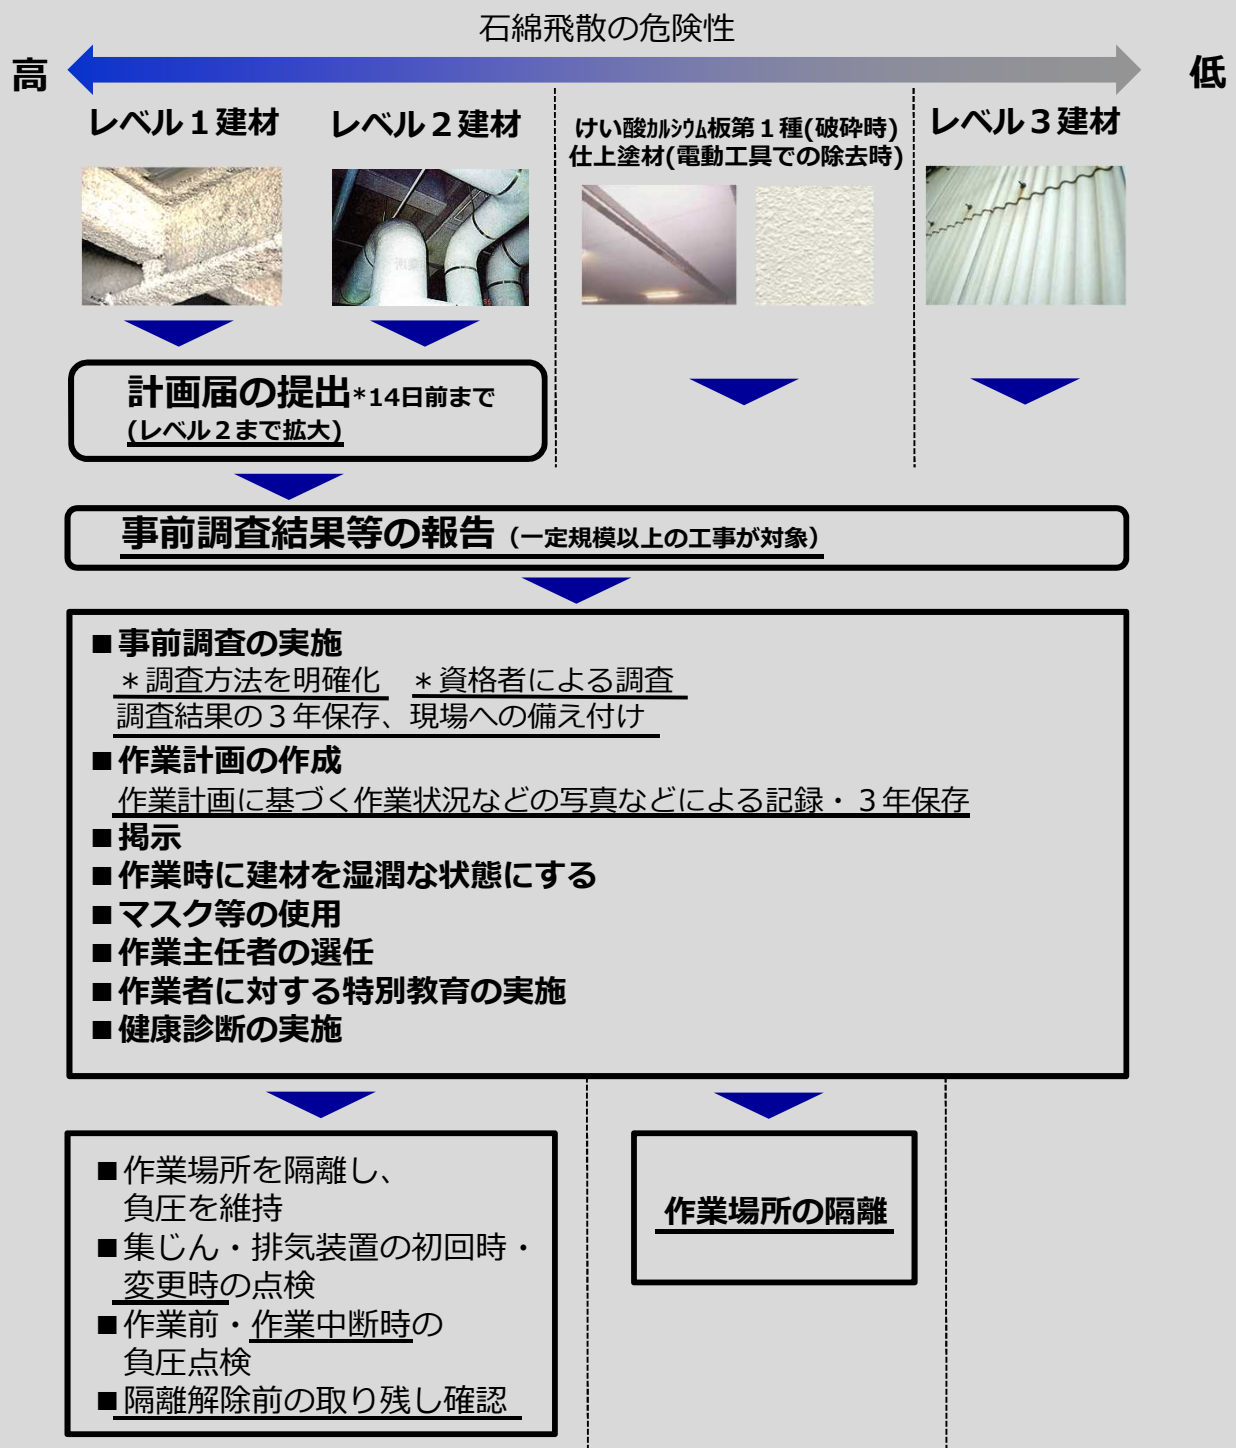 石綿飛散の危険性
高
低
レベル１建材
レベル２建材
けい酸ｶﾙｼｳﾑ板第１種(破砕時)
仕上塗材(電動工具での除去時)
レベル３建材
計画届の提出*14日前まで
(レベル２まで拡大)
事前調査結果等の報告（一定規模以上の工事が対象）
■事前調査の実施
＊調査方法を明確化　＊資格者による調査
調査結果の３年保存、現場への備え付け
■作業計画の作成
作業計画に基づく作業状況などの写真などによる記録・３年保存
■掲示
■作業時に建材を湿潤な状態にする
■マスク等の使用
■作業主任者の選任
■作業者に対する特別教育の実施
■健康診断の実施
■作業場所を隔離し、
負圧を維持
■集じん・排気装置の初回時・
変更時の点検
■作業前・作業中断時の
負圧点検
■隔離解除前の取り残し確認
作業場所の隔離